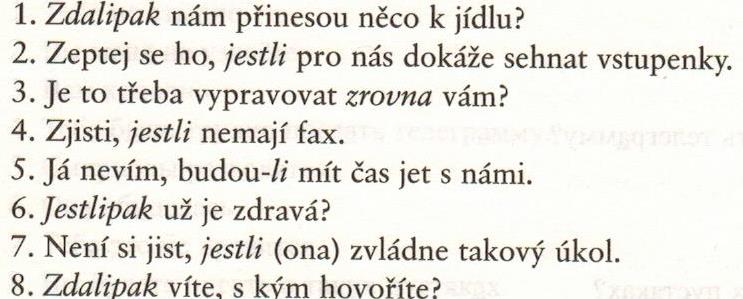 1. Zdalipak nám přinesou něco k jídlu?
2. Zeptej se ho, jestli pro nás dokáže sehnat vstupenky.
3. Je to třeba vypravovat zrovna vám?
4. Zjisti, jestli nemají fax.
5. Já nevím, budou-li mít čas jet s námi.
6. Jestlipak už je zdravá?
7. Není si jist, jestli (ona) zvládne takový úkol.
8. Zdalipak víte, s kým hovoříte?